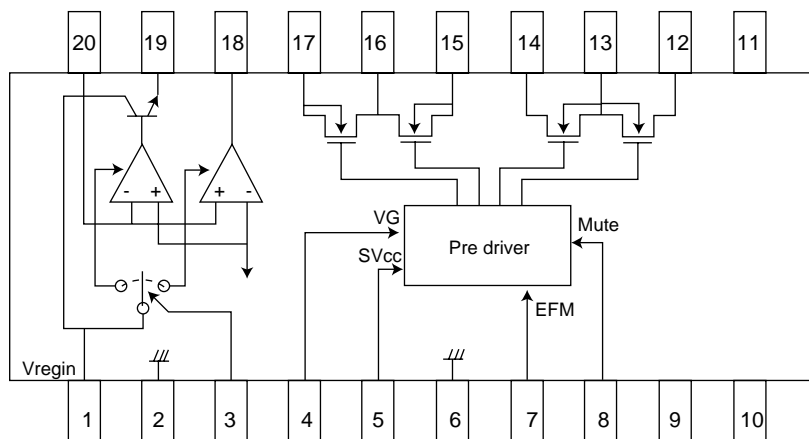 20 19 18 17 16 15 14 13 12 11
- + + -
VG
Mute
SVcc
Pre driver
EFM
Vregin
1 2 3 4 5 6 7 8 9 10